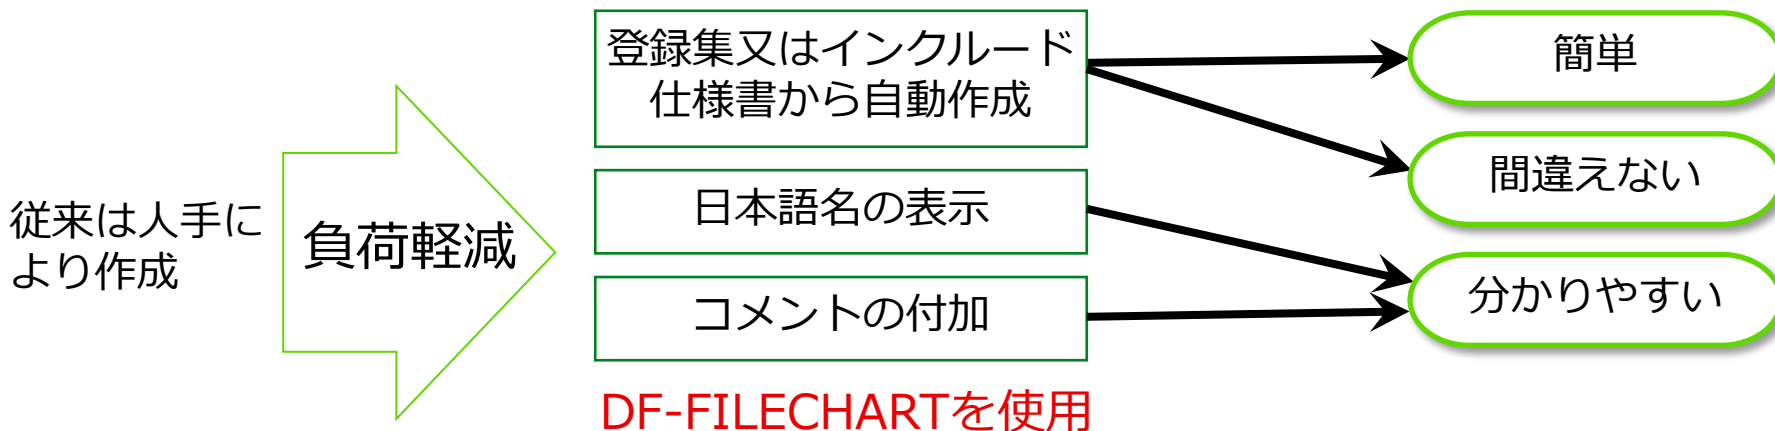 従来は人手に
より作成
負荷軽減
登録集又はインクルード
仕様書から自動作成
日本語名の表示
コメントの付加
DF-FILECHARTを使用
簡単
間違えない
分かりやすい